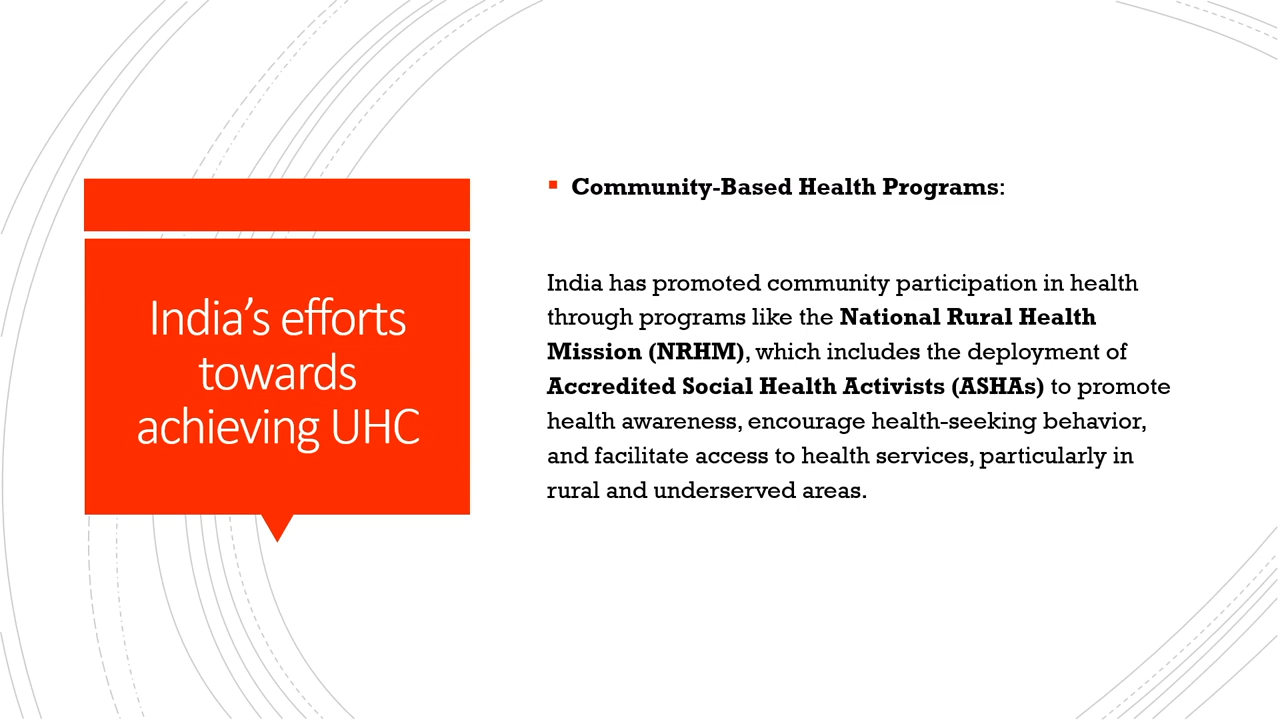 India’s efforts
towards
achieving UHC
▪ Community-Based Health Programs:
India has promoted community participation in health
through programs like the National Rural Health
Mission (NRHM), which includes the deployment of
Accredited Social Health Activists (ASHAs) to promote
health awareness, encourage health-seeking behavior,
and facilitate access to health services, particularly in
rural and underserved areas.